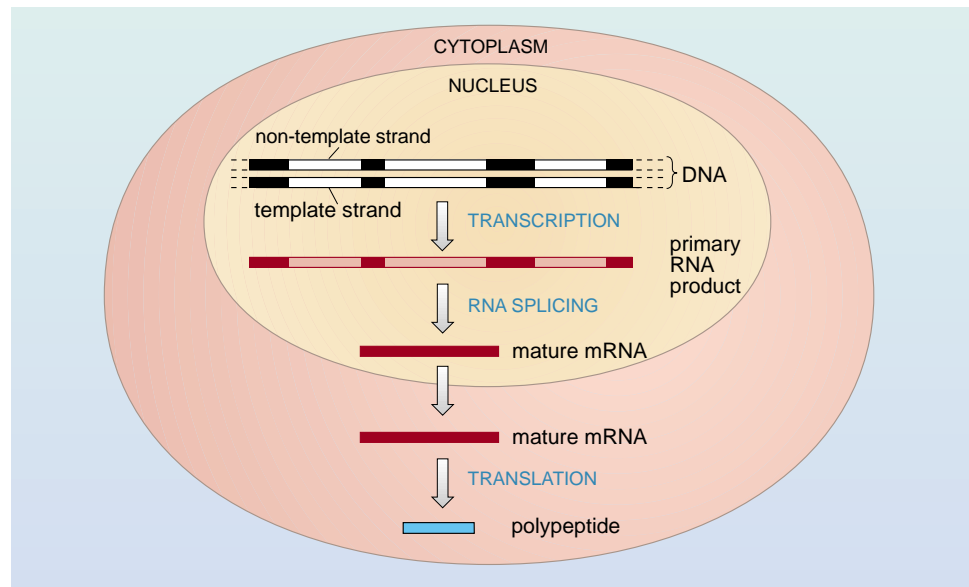 CYTOPLASM
NUCLEUS
non-template strand
DNA
template strand
TRANSCRIPTION
primary
RNA
product
RNA SPLICING
mature mRNA
mature mRNA
TRANSLATION
polypeptide